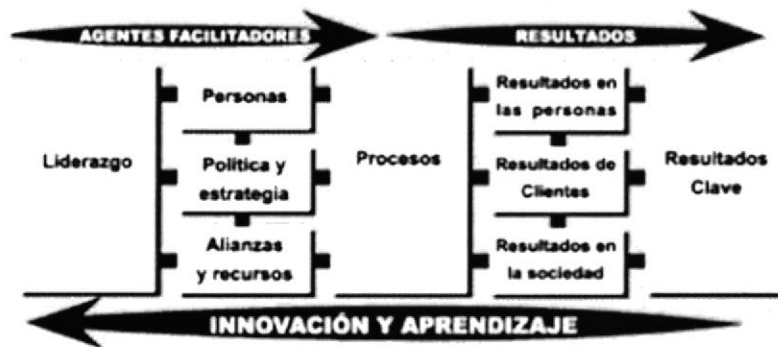 AGENTES FACILITADORES
RESULTADOS
Liderazgo
Personas
Política y
estrategia
Alianzas
y recursos
Procesos
Resultados en
las personas
Resultados de
Clientes
Resultados en
la sociedad
Resultados
Clave
INNOVACIÓN Y APRENDIZAJE